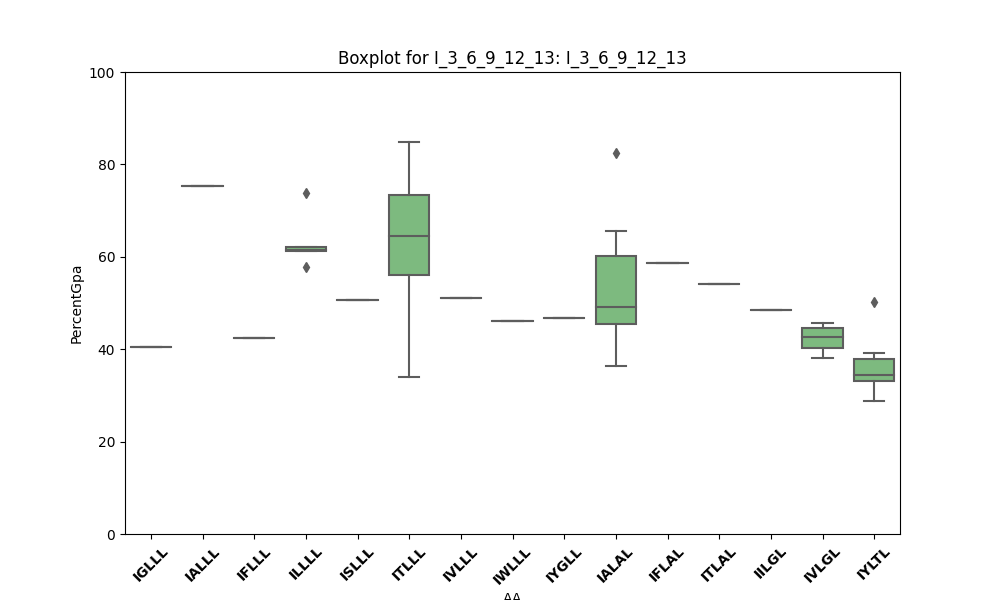 Boxplot for I_3_6_9_12_13: I_3_6_9_12_13
PercentGpa
100
80
60
40
20
0
IGLLL
IALLL
IFLLL
ILLLL
ISLLL
ITLLL
IVLLL
IWLLL
IYGLL
IALAL
IFLAL
ITLAL
IILGL
IVLGL
IYLTL
AA